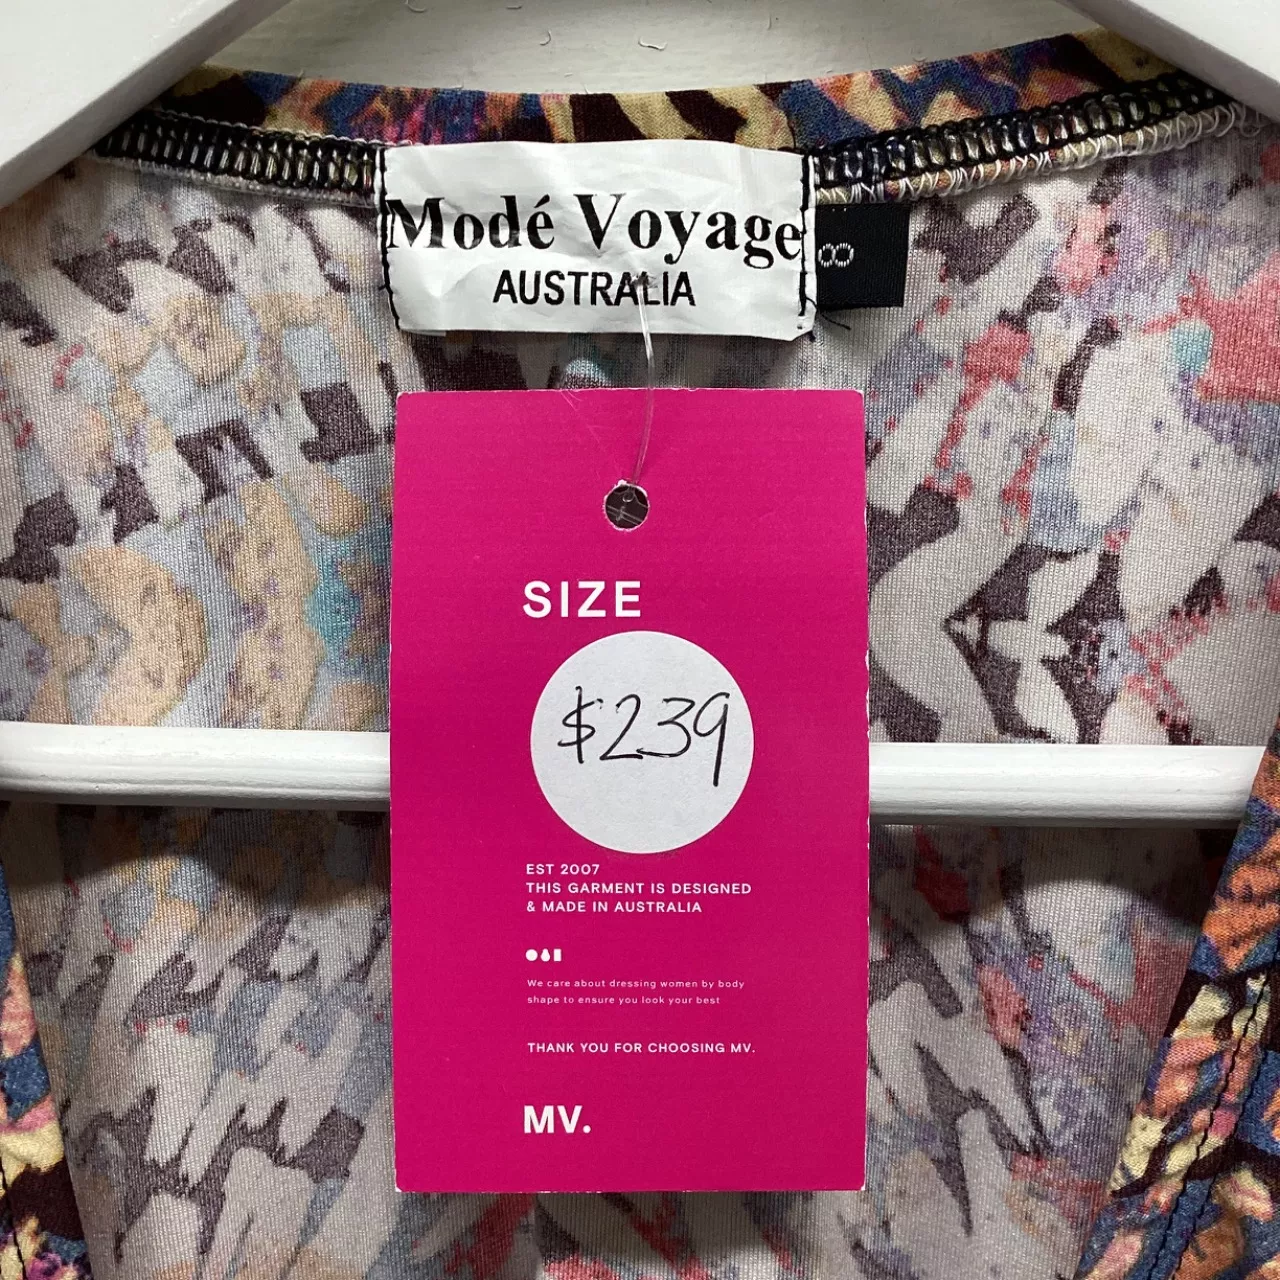 Modé Voyage
AUSTRALIA
8
SIZE
$239
EST 2007
THIS GARMENT IS DESIGNED
& MADE IN AUSTRALIA
We care about dressing women by body
shape to ensure you look your best
THANK YOU FOR CHOOSING MV.
MV.